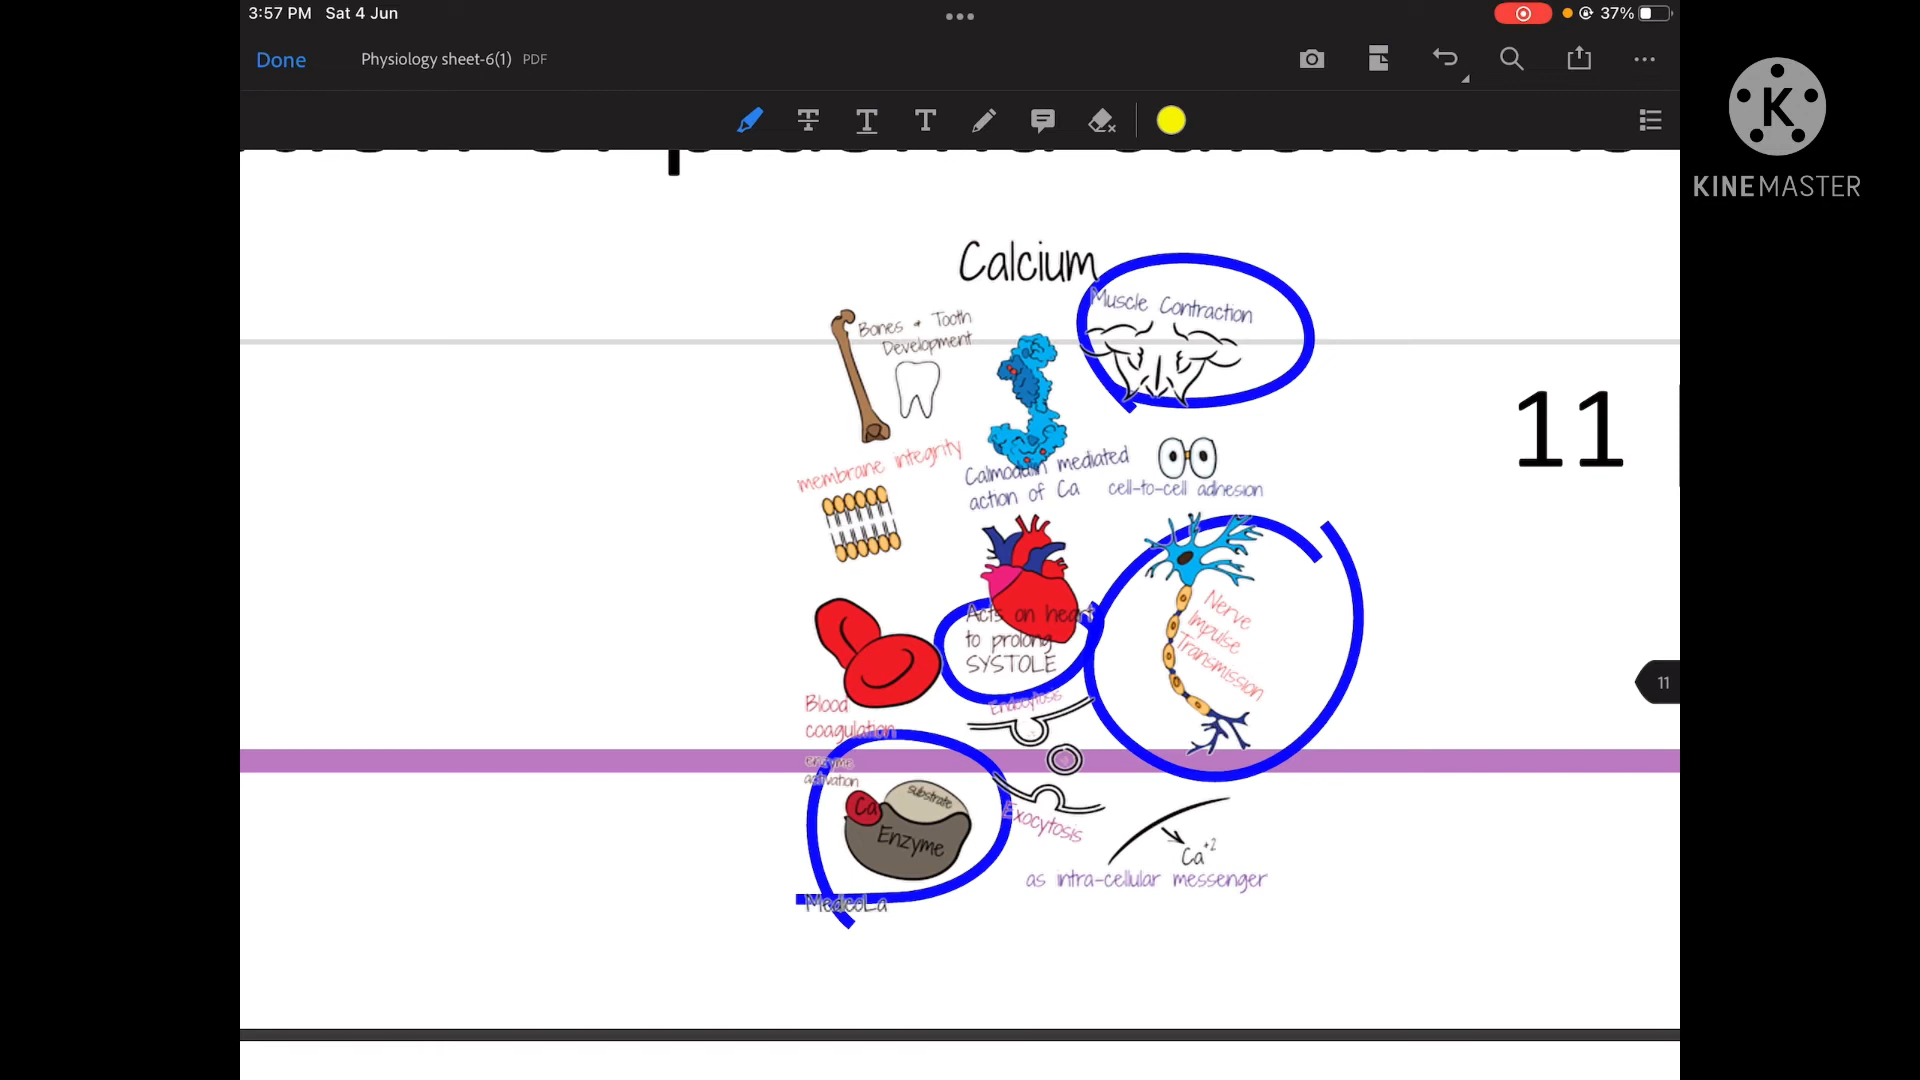 3:57 PM Sat 4 Jun
37%
Done
Physiology sheet-6(1) PDF
K
KINEMASTER
Calcium
Muscle Contraction
Bones + Tooth
Development
11
membrane integrity
Calmodulin mediated
action of Ca
cell-to-cell adhesion
Acts on heart
to prolong
SYSTOLE
Nerve
Impulse
Transmission
11
Blood
coagulation
Endocytosis
enzyme
activation
Ca
substrate
Enzyme
Exocytosis
Ca+2
as intra-cellular messenger
MedcoLa